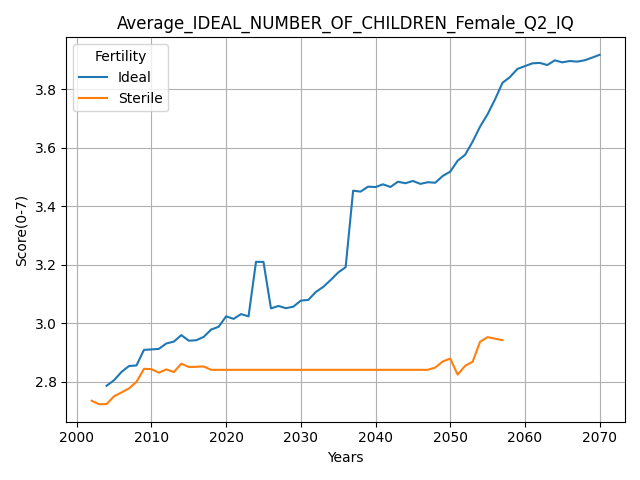 Average_IDEAL_NUMBER_OF_CHILDREN_Female_Q2_IQ
Fertility
Ideal
Sterile
Score(0-7)
3.8
3.6
3.4
3.2
3.0
2.8
2000 2010 2020 2030 2040 2050 2060 2070
Years